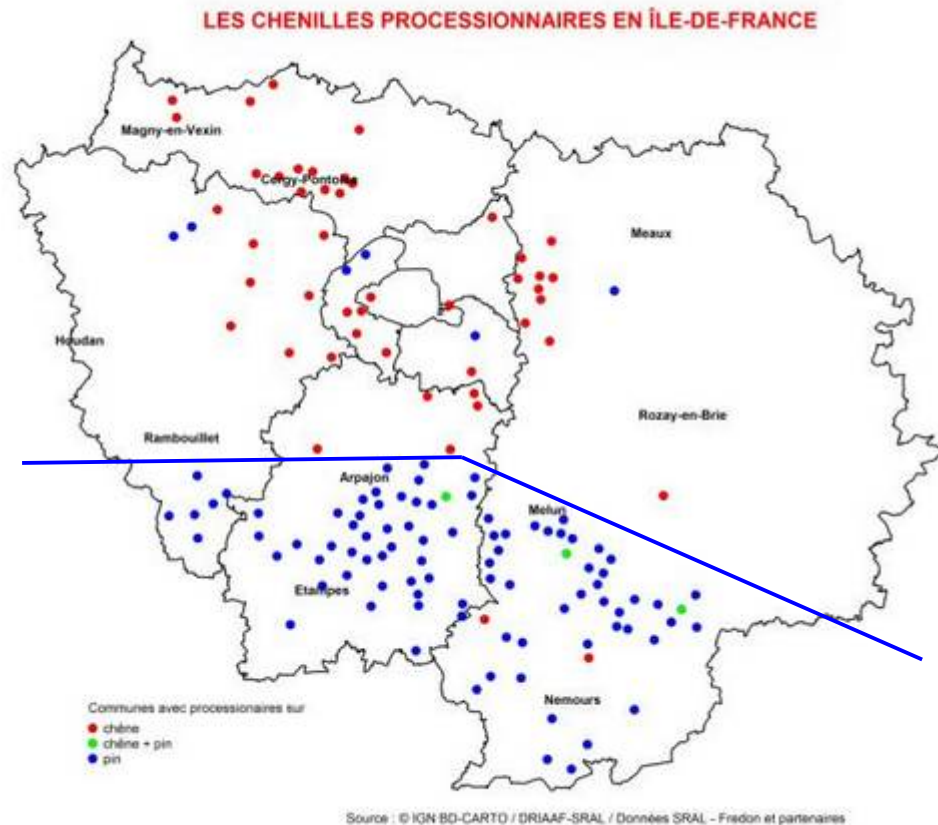 LES CHENILLES PROCESSIONNAIRES EN ÎLE-DE-FRANCE
Magny-en-Vexin
Cergy-Pontoise
Meaux
Houdan
Rozay-en-Brie
Rambouillet
Arpajon
Melun
Etampes
Nemours
Communes avec processionaires sur
chêne
chêne + pin
pin
Source : © IGN BD-CARTO / DRIAAF-SRAL / Données SRAL - Fredon et partenaires